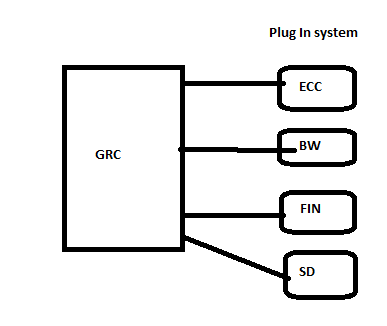 Plug In system
ECC
BW
GRC
FIN
SD